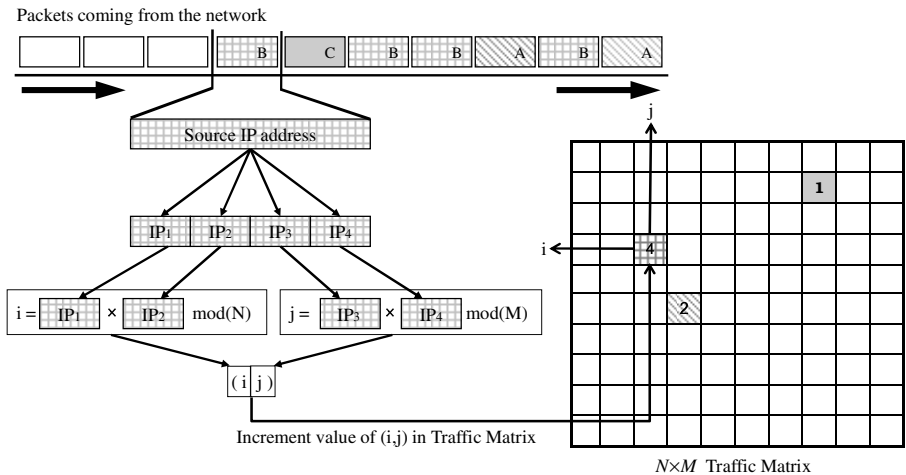 Packets coming from the network
B C B B A B A
Source IP address
j
1
IP1 IP2 IP3 IP4
i
4
i = IP1 × IP2 mod(N) j = IP3 × IP4 mod(M)
2
( i j )
Increment value of (i,j) in Traffic Matrix
N×M Traffic Matrix